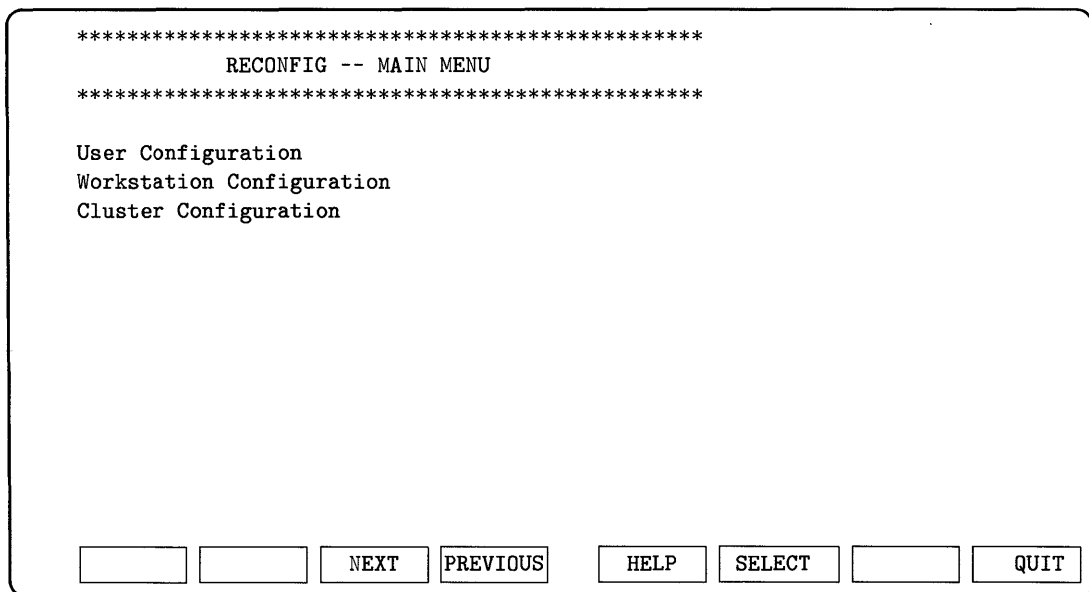 **************************************************
RECONFIG -- MAIN MENU
**************************************************
User Configuration
Workstation Configuration
Cluster Configuration
NEXT PREVIOUS HELP SELECT QUIT